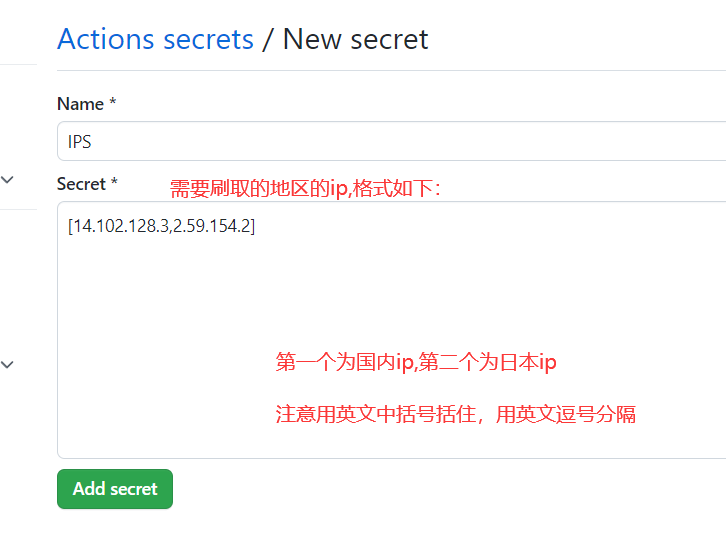 Actions secrets / New secret
Name *
IPS
Secret *
需要刷取的地区的ip,格式如下：
[14.102.128.3,2.59.154.2]
第一个为国内ip,第二个为日本ip
注意用英文中括号括住，用英文逗号分隔
Add secret